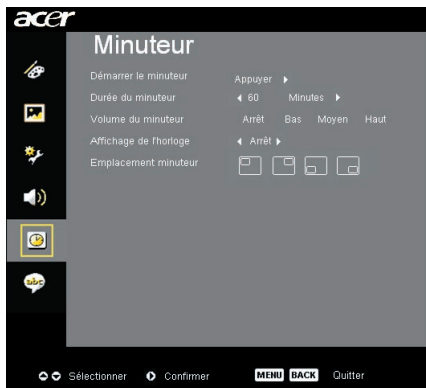 acer
Minuteur
Démarrer le minuteur Appuyer
Durée du minuteur 60 Minutes
Volume du minuteur Arrêt Bas Moyen Haut
Affichage de l'horloge Arrêt
Emplacement minuteur
abc
Sélectionner Confirmer MENU BACK Quitter